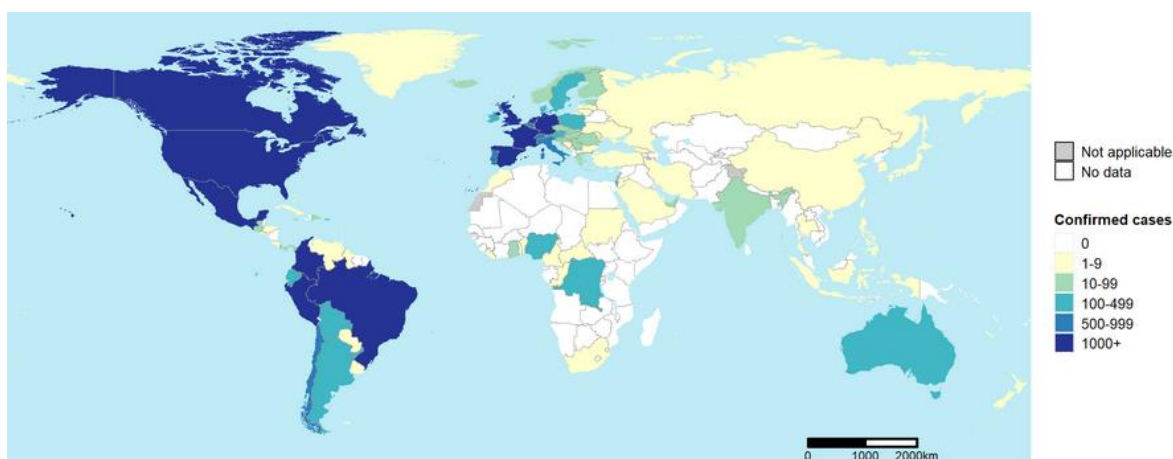 Not applicable
No data
Confirmed cases
0
1-9
10-99
100-499
500-999
1000+
0 1000 2000km